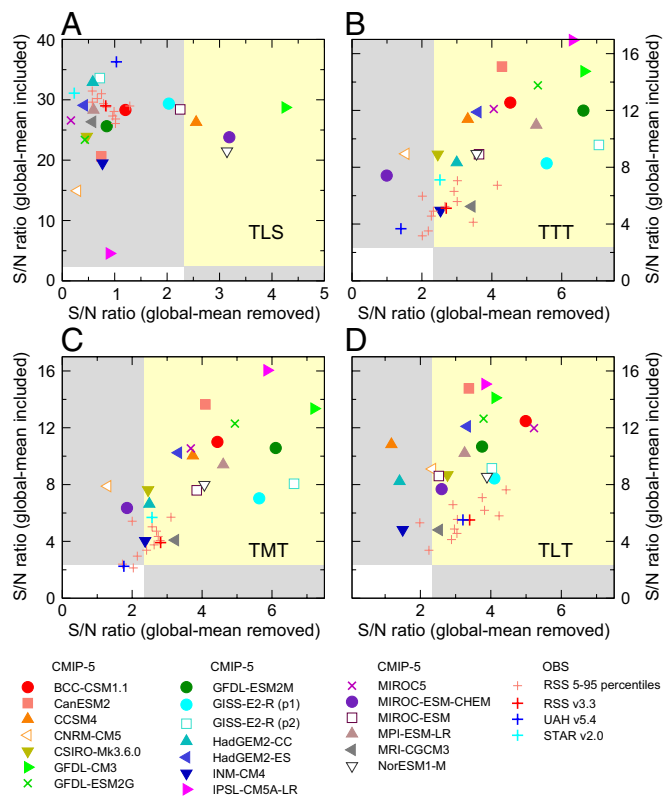 A
40
30
20
10
0
S/N ratio (global-mean included)
TLS
0 1 2 3 4 5
S/N ratio (global-mean removed)
B
16
12
8
4
0
S/N ratio (global-mean included)
TTT
0 2 4 6
S/N ratio (global-mean removed)
C
16
12
8
4
0
S/N ratio (global-mean included)
TMT
0 2 4 6
S/N ratio (global-mean removed)
D
16
12
8
4
0
S/N ratio (global-mean included)
TLT
0 2 4 6
S/N ratio (global-mean removed)
CMIP-5
BCC-CSM1.1
CanESM2
CCSM4
CNRM-CM5
CSIRO-Mk3.6.0
GFDL-CM3
GFDL-ESM2G
CMIP-5
GFDL-ESM2M
GISS-E2-R (p1)
GISS-E2-R (p2)
HadGEM2-CC
HadGEM2-ES
INM-CM4
IPSL-CM5A-LR
CMIP-5
MIROC5
MIROC-ESM-CHEM
MIROC-ESM
MPI-ESM-LR
MRI-CGCM3
NorESM1-M
OBS
RSS 5-95 percentiles
RSS v3.3
UAH v5.4
STAR v2.0